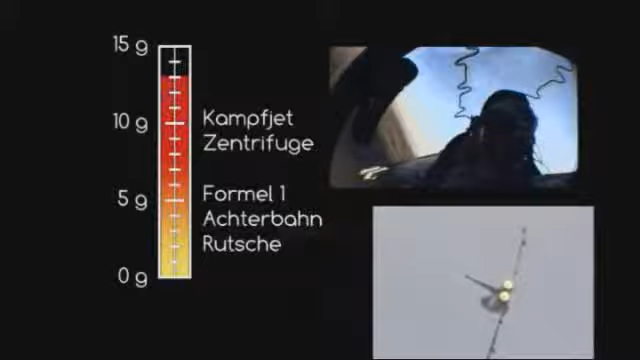 15 g
10 g
Kampfjet
Zentrifuge
5 g
Formel 1
Achterbahn
Rutsche
0 g